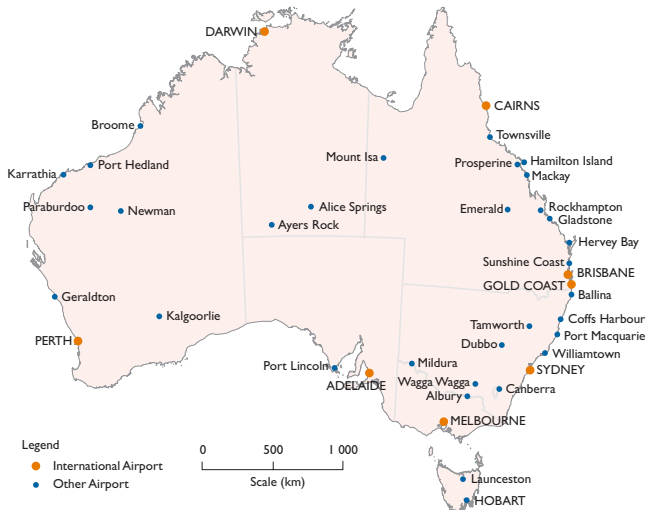 DARWIN
CAIRNS
Broome
Townsville
Mount Isa
Prosperine
Hamilton Island
Port Hedland
Karrathia
Mackay
Paraburdoo
Newman
Alice Springs
Emerald
Rockhampton
Gladstone
Ayers Rock
Hervey Bay
Sunshine Coast
BRISBANE
GOLD COAST
Geraldton
Ballina
Kalgoorlie
Coffs Harbour
Tamworth
Port Macquarie
PERTH
Dubbo
Williamtown
Port Lincoln
Mildura
SYDNEY
ADELAIDE
Wagga Wagga
Canberra
Albury
MELBOURNE
Legend
International Airport
Other Airport
0 500 1 000
Scale (km)
Launceston
HOBART